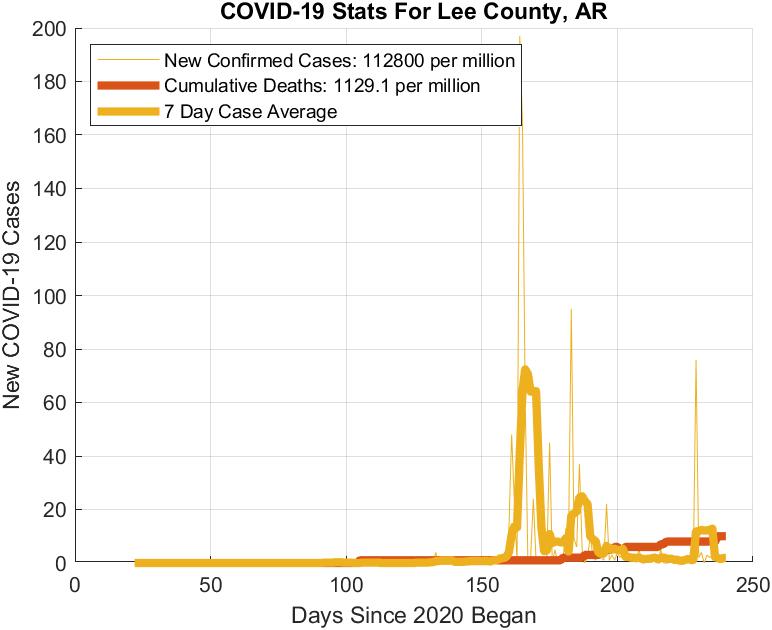 COVID-19 Stats For Lee County, AR
New Confirmed Cases: 112800 per million
Cumulative Deaths: 1129.1 per million
7 Day Case Average
New COVID-19 Cases
200
180
160
140
120
100
80
60
40
20
0
0 50 100 150 200 250
Days Since 2020 Began